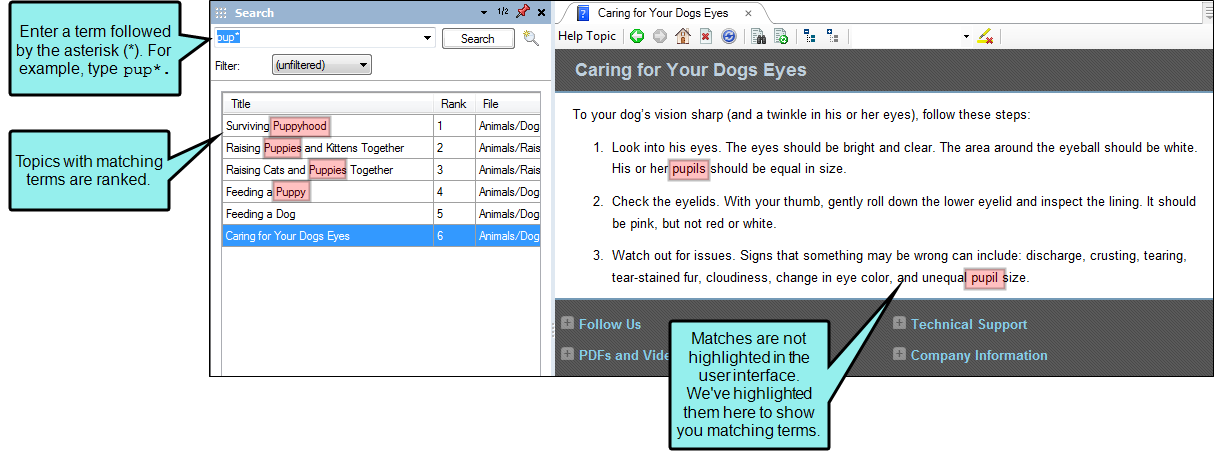 Enter a term followed
by the asterisk (*). For
example, type pup*.
Topics with matching
terms are ranked.
Search
1/2
pup*
Search
Filter:
(unfiltered)
Title Rank File
Surviving Puppyhood 1 Animals/Dog
Raising Puppies and Kittens Together 2 Animals/Rais
Raising Cats and Puppies Together 3 Animals/Rais
Feeding a Puppy 4 Animals/Dog
Feeding a Dog 5 Animals/Dog
Caring for Your Dogs Eyes 6 Animals/Dog
Caring for Your Dogs Eyes
Help Topic
Caring for Your Dogs Eyes
To your dog's vision sharp (and a twinkle in his or her eyes), follow these steps:
1. Look into his eyes. The eyes should be bright and clear. The area around the eyeball should be white.
His or her pupils should be equal in size.
2. Check the eyelids. With your thumb, gently roll down the lower eyelid and inspect the lining. It should
be pink, but not red or white.
3. Watch out for issues. Signs that something may be wrong can include: discharge, crusting, tearing,
tear-stained fur, cloudiness, change in eye color, and unequal pupil size.
Follow Us
Technical Support
PDFs and Vide
Company Information
Matches are not
highlighted in the
user interface.
We've highlighted
them here to show
you matching terms.